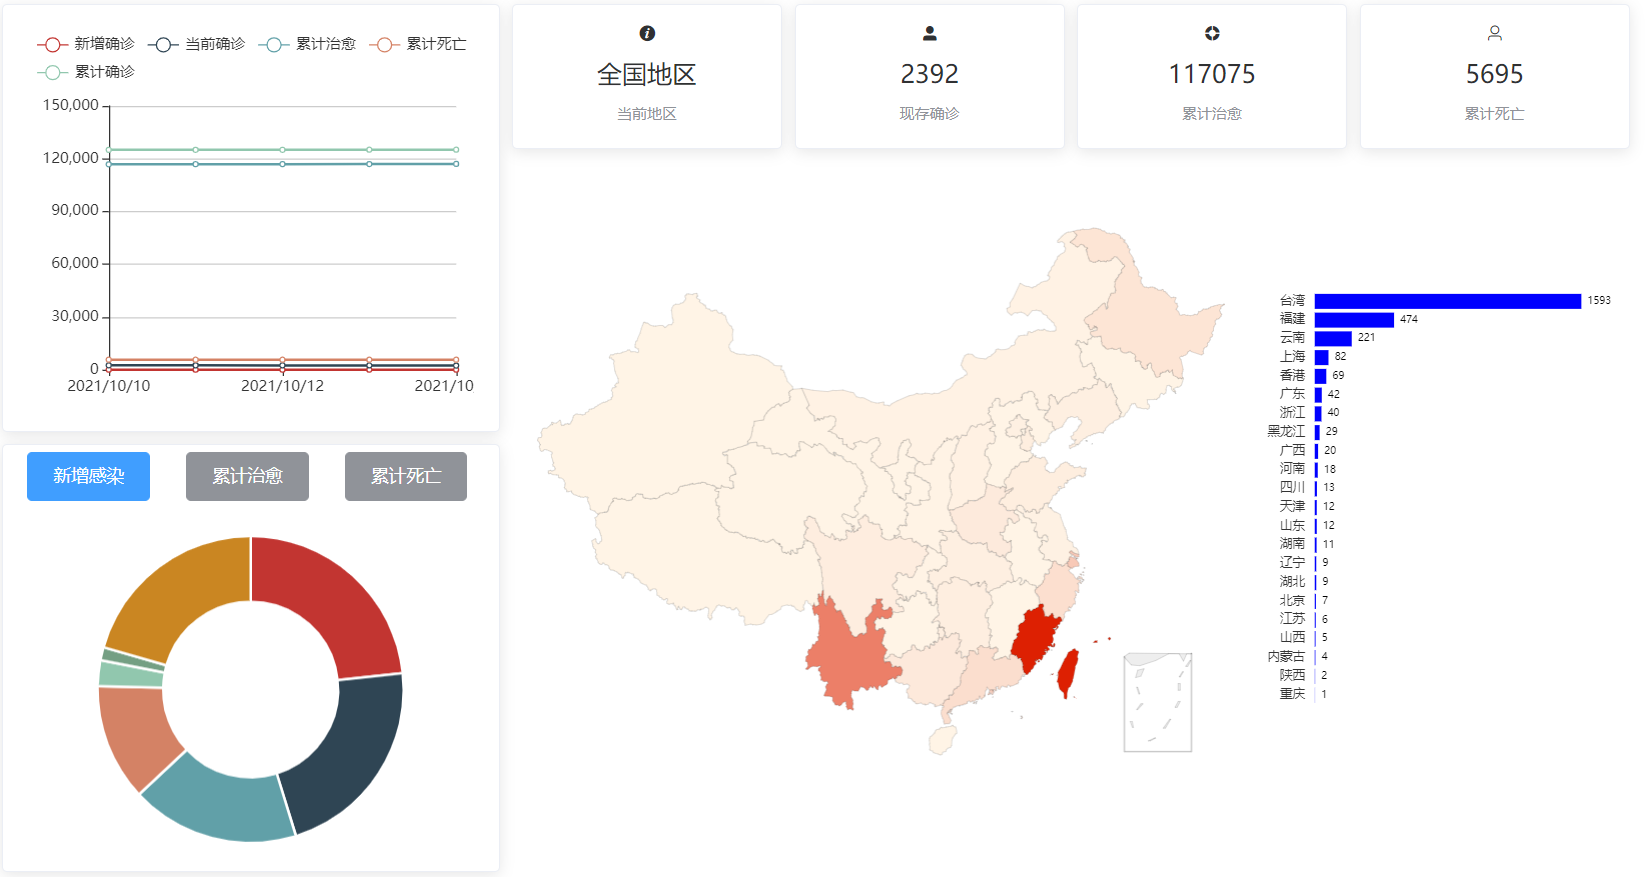 新增确诊 当前确诊 累计治愈 累计死亡
累计确诊
150,000
120,000
90,000
60,000
30,000
0
2021/10/10 2021/10/12 2021/10
新增感染 累计治愈 累计死亡
全国地区
当前地区
2392
现存确诊
117075
累计治愈
5695
累计死亡
台湾 1593
福建 474
云南 221
上海 82
香港 69
广东 42
浙江 40
黑龙江 29
广西 20
河南 18
四川 13
天津 12
山东 12
湖南 11
辽宁 9
湖北 9
北京 7
江苏 6
山西 5
内蒙古 4
陕西 2
重庆 1